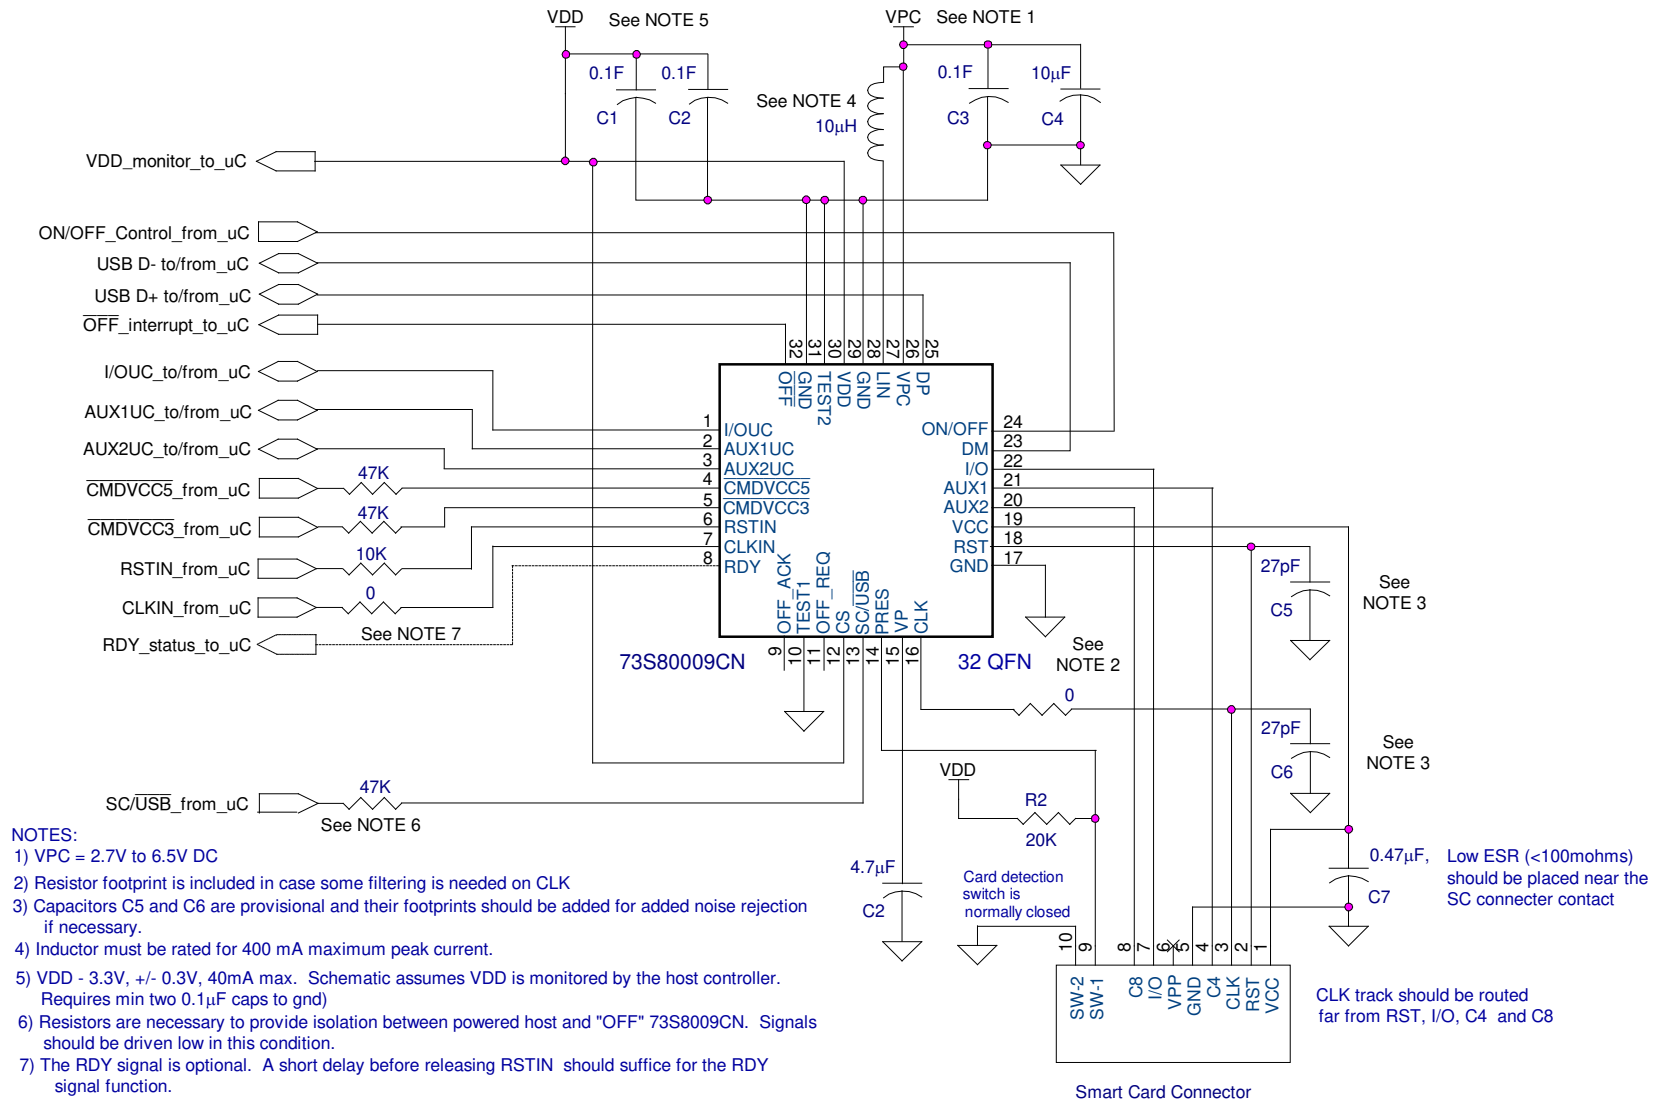 VDD
See NOTE 5
VPC
See NOTE 1
0.1F
0.1F
C1
C2
See NOTE 4
10µH
0.1F
10µF
C3
C4
VDD_monitor_to_uC
ON/OFF_Control_from_uC
USB D- to/from_uC
USB D+ to/from_uC
OFF_interrupt_to_uC
I/OUC_to/from_uC
AUX1UC_to/from_uC
AUX2UC_to/from_uC
CMDVCC5_from_uC
47K
CMDVCC3_from_uC
47K
RSTIN_from_uC
10K
CLKIN_from_uC
0
RDY_status_to_uC
See NOTE 7
32
31
30
29
28
27
26
25
OFF
GND
TEST2
VDD
GND
LIN
VPC
DP
1
I/OUC
2
AUX1UC
3
AUX2UC
4
CMDVCC5
5
CMDVCC3
6
RSTIN
7
CLKIN
8
RDY
ON/OFF
24
DM
23
I/O
22
AUX1
21
AUX2
20
VCC
19
RST
18
GND
17
OFF_ACK
TEST1
OFF_REQ
CS
SC/USB
PRES
VP
CLK
9
10
11
12
13
14
15
16
73S80009CN
32 QFN
27pF
C5
See
NOTE 3
See
NOTE 2
0
27pF
C6
See
NOTE 3
VDD
R2
20K
SC/USB_from_uC
47K
See NOTE 6
4.7µF
C2
Card detection
switch is
normally closed
0.47µF,
C7
Low ESR (<100mohms)
should be placed near the
SC connecter contact
10
9
8
7
6
5
4
3
2
1
SW-2
SW-1
C8
I/O
VPP
GND
C4
CLK
RST
VCC
CLK track should be routed
far from RST, I/O, C4 and C8
Smart Card Connector
NOTES:
1) VPC = 2.7V to 6.5V DC
2) Resistor footprint is included in case some filtering is needed on CLK
3) Capacitors C5 and C6 are provisional and their footprints should be added for added noise rejection
if necessary.
4) Inductor must be rated for 400 mA maximum peak current.
5) VDD - 3.3V, +/- 0.3V, 40mA max. Schematic assumes VDD is monitored by the host controller.
Requires min two 0.1µF caps to gnd)
6) Resistors are necessary to provide isolation between powered host and "OFF" 73S8009CN. Signals
should be driven low in this condition.
7) The RDY signal is optional. A short delay before releasing RSTIN should suffice for the RDY
signal function.